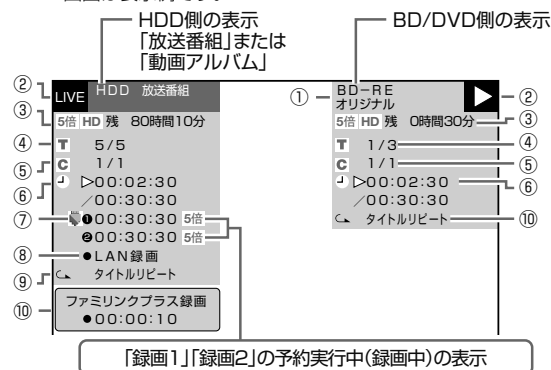 HDD側の表示
「放送番組」または
「動画アルバム」
BD/DVD側の表示
②
LIVE
HDD 放送番組
③
5倍 HD 残 80時間10分
④
T 5/5
⑤
C 1/1
⑥
▷00:02:30
/00:30:30
⑦
❶00:30:30 5倍
❷00:30:30 5倍
⑧
●LAN録画
⑨
タイトルリピート
⑩
ファミリンクプラス録画
●00:00:10
①
BD-RE
オリジナル
②
5倍 HD 残 0時間30分
③
T 1/3
④
C 1/1
⑤
▷00:02:30
⑥
/00:30:30
タイトルリピート
⑩
「録画1」「録画2」の予約実行中(録画中)の表示